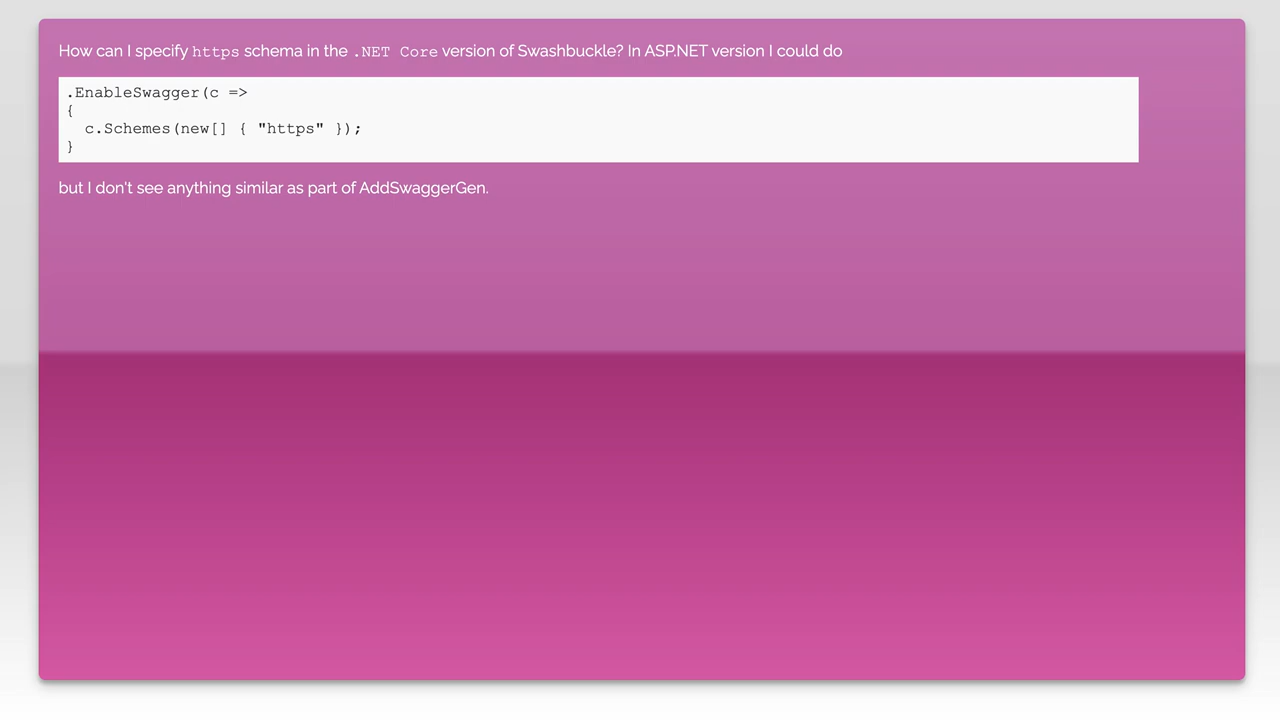 How can I specify https schema in the .NET Core version of Swashbuckle? In ASP.NET version I could do
.EnableSwagger(c =>
{
  c.Schemes(new[] { "https" });
}
but I don't see anything similar as part of AddSwaggerGen.